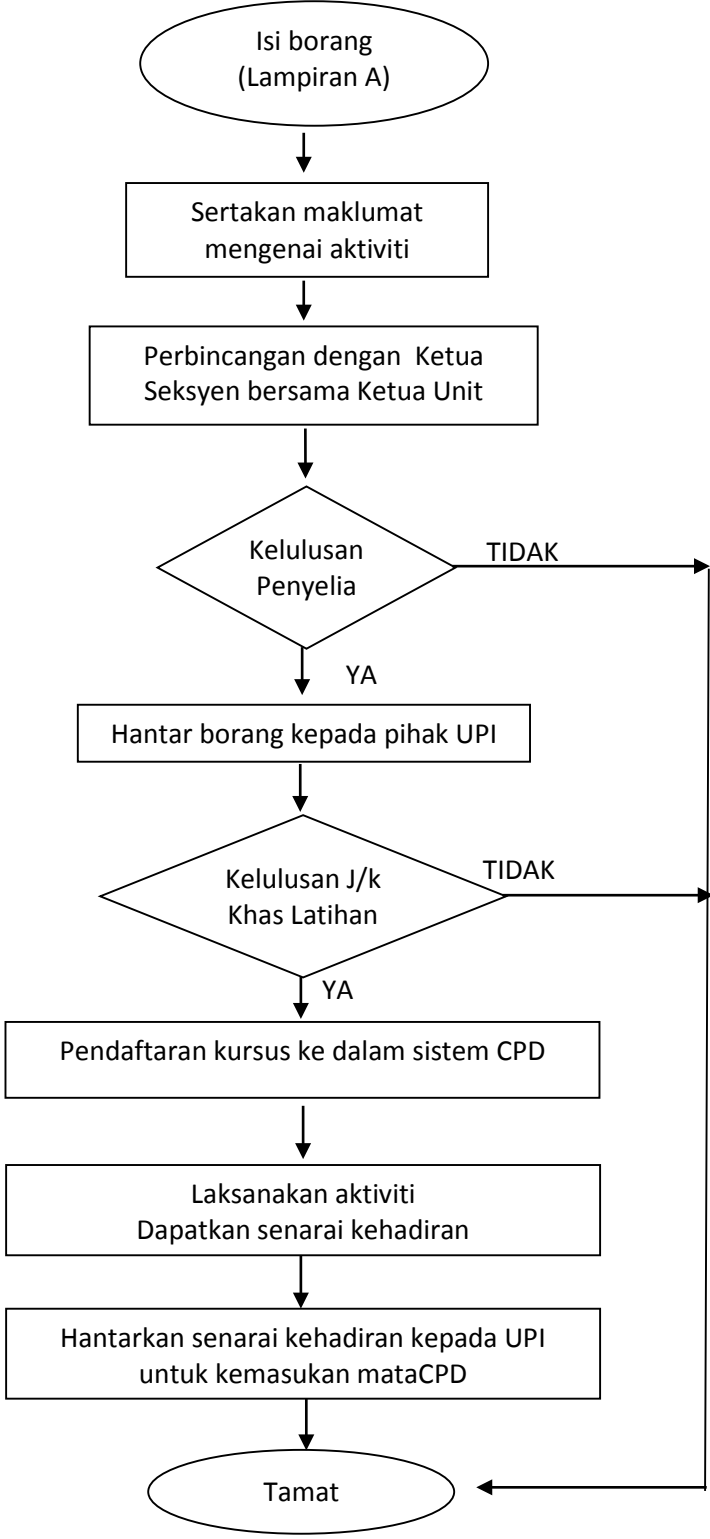 Isi borang
(Lampiran A)
Sertakan maklumat
mengenai aktiviti
Perbincangan dengan Ketua
Seksyen bersama Ketua Unit
Kelulusan
Penyelia
TIDAK
YA
Hantar borang kepada pihak UPI
Kelulusan J/k
Khas Latihan
TIDAK
YA
Pendaftaran kursus ke dalam sistem CPD
Laksanakan aktiviti
Dapatkan senarai kehadiran
Hantarkan senarai kehadiran kepada UPI
untuk kemasukan mataCPD
Tamat